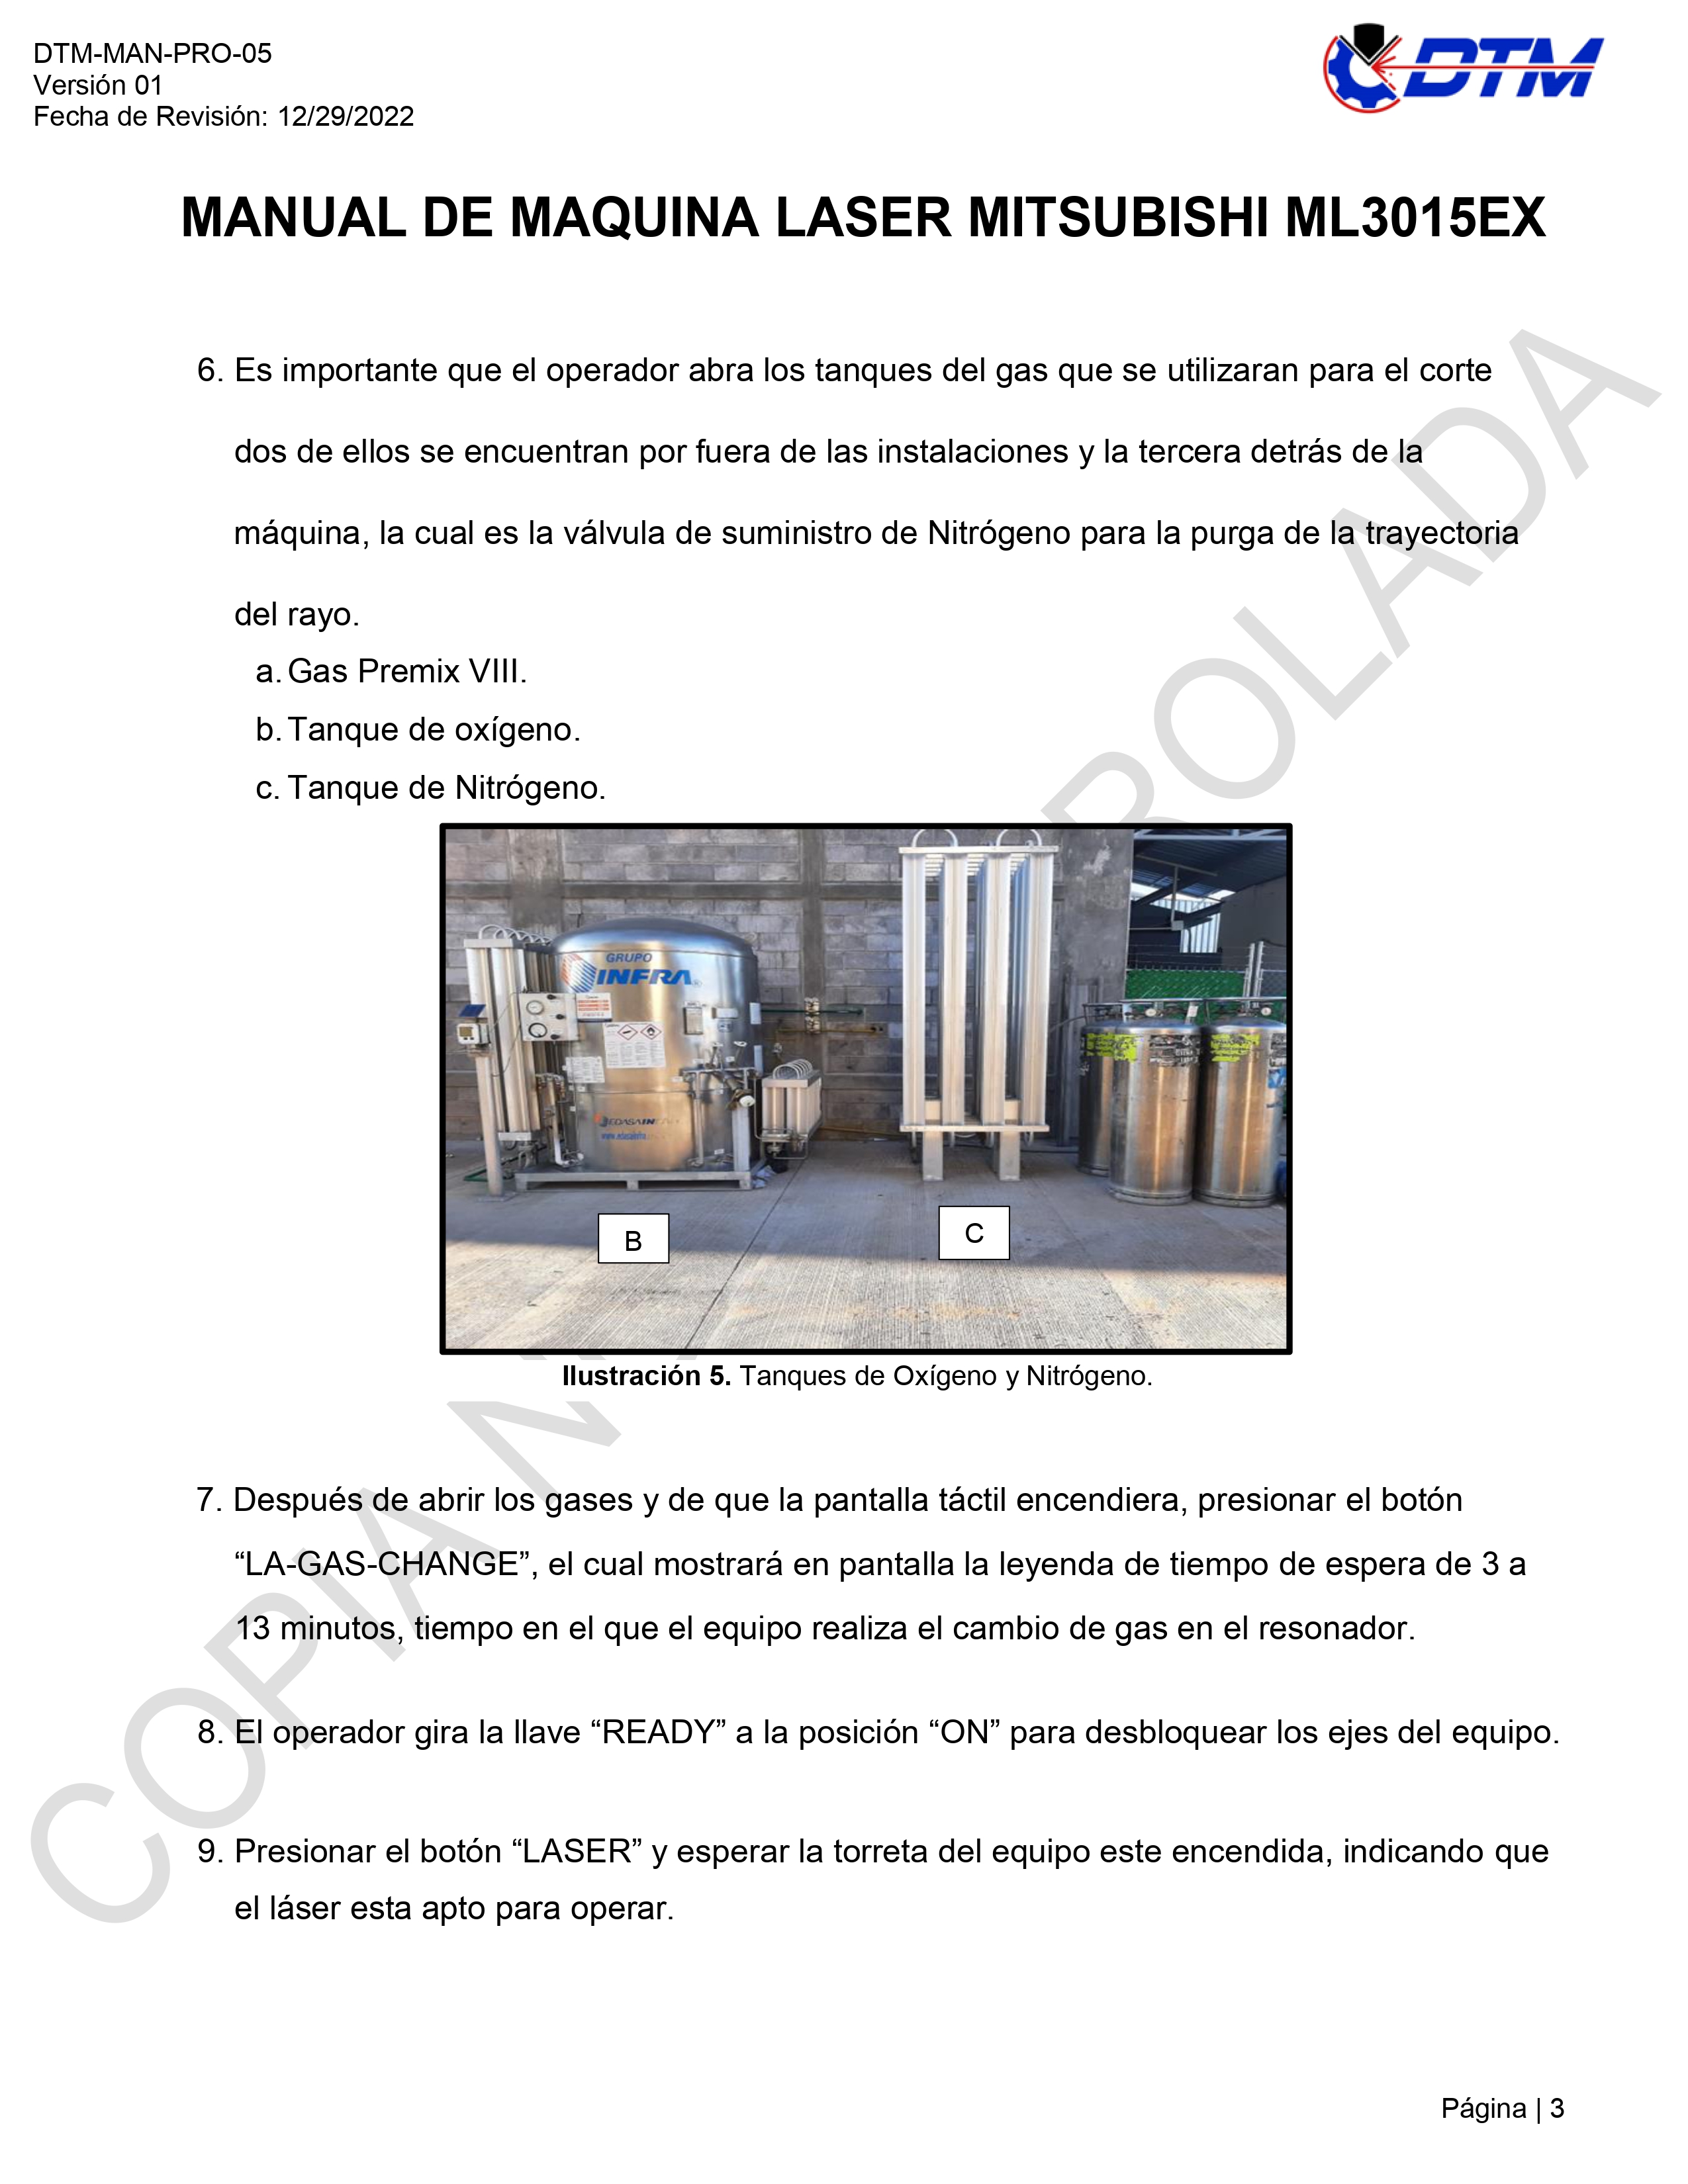 DTM-MAN-PRO-05
Versión 01
Fecha de Revisión: 12/29/2022
DTM
MANUAL DE MAQUINA LASER MITSUBISHI ML3015EX
6. Es importante que el operador abra los tanques del gas que se utilizaran para el corte
dos de ellos se encuentran por fuera de las instalaciones y la tercera detrás de la
máquina, la cual es la válvula de suministro de Nitrógeno para la purga de la trayectoria
del rayo.
a. Gas Premix VIII.
b. Tanque de oxígeno.
c. Tanque de Nitrógeno.
GRUPO
INFRA
B
C
Ilustración 5. Tanques de Oxígeno y Nitrógeno.
7. Después de abrir los gases y de que la pantalla táctil encendiera, presionar el botón
“LA-GAS-CHANGE”, el cual mostrará en pantalla la leyenda de tiempo de espera de 3 a
13 minutos, tiempo en el que el equipo realiza el cambio de gas en el resonador.
8. El operador gira la llave “READY” a la posición “ON” para desbloquear los ejes del equipo.
9. Presionar el botón “LASER” y esperar la torreta del equipo este encendida, indicando que
el láser esta apto para operar.
COPIA N ROLADA
Página | 3